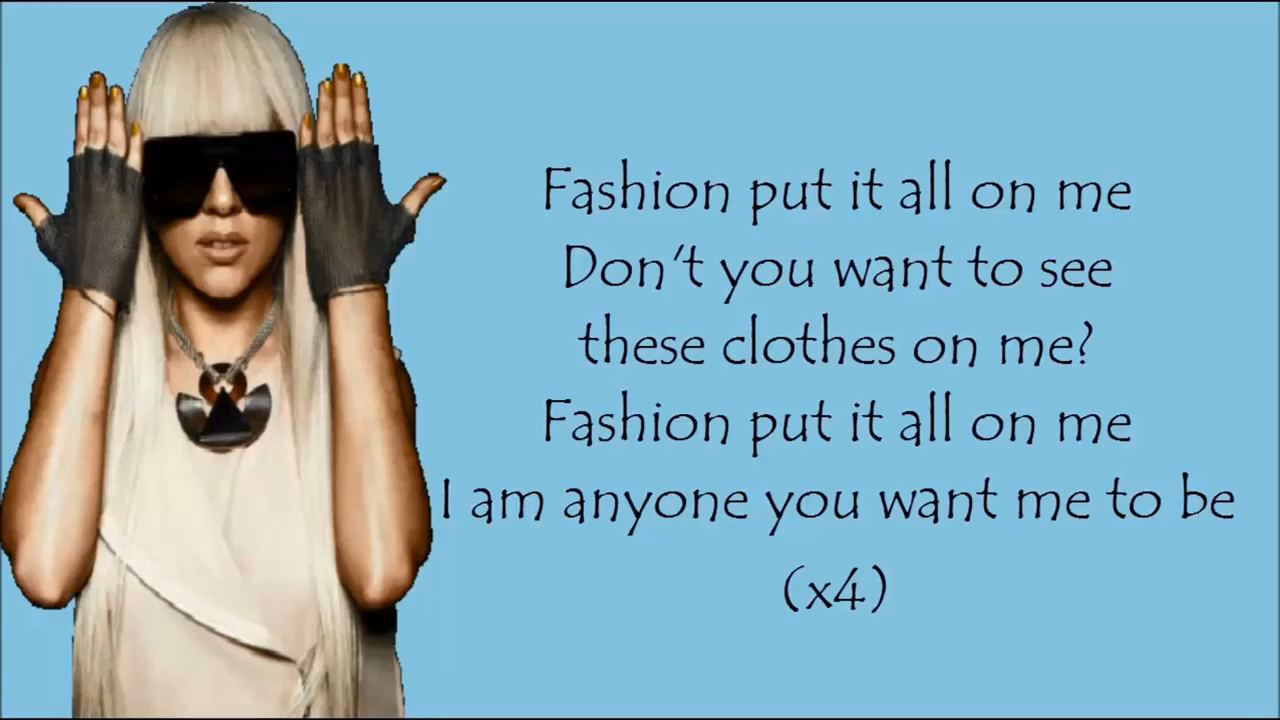 Fashion put it all on me
Don't you want to see
these clothes on me?
Fashion put it all on me
I am anyone you want me to be
(x4)